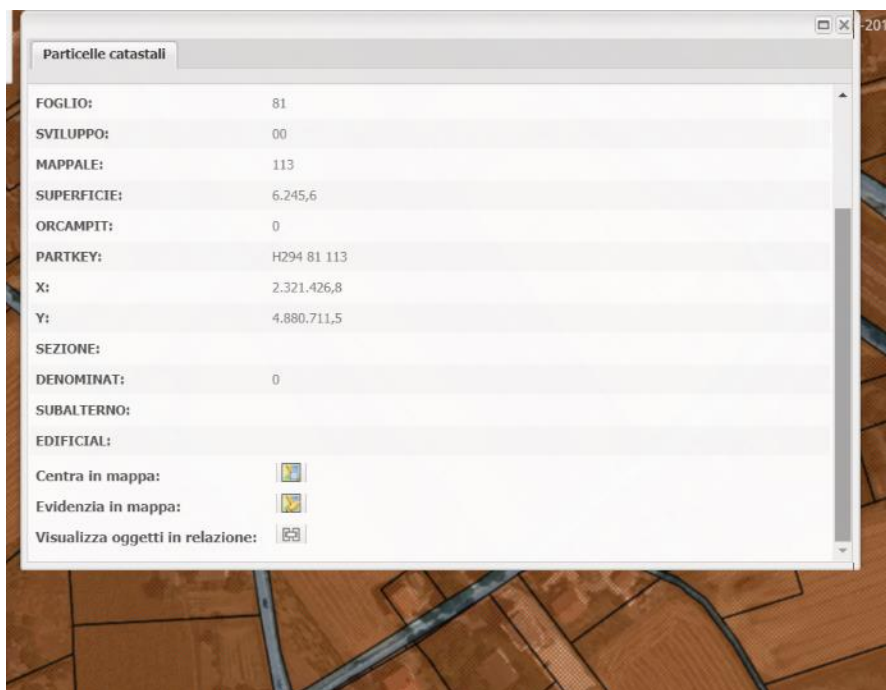 -201
Particelle catastali
FOGLIO: 81
SVILUPPO: 00
MAPPALE: 113
SUPERFICIE: 6.245,6
ORCAMPIT: 0
PARTKEY: H294 81 113
X: 2.321.426,8
Y: 4.880.711,5
SEZIONE:
DENOMINAT: 0
SUBALTERNO:
EDIFICIAL:
Centra in mappa:
Evidenzia in mappa:
Visualizza oggetti in relazione: